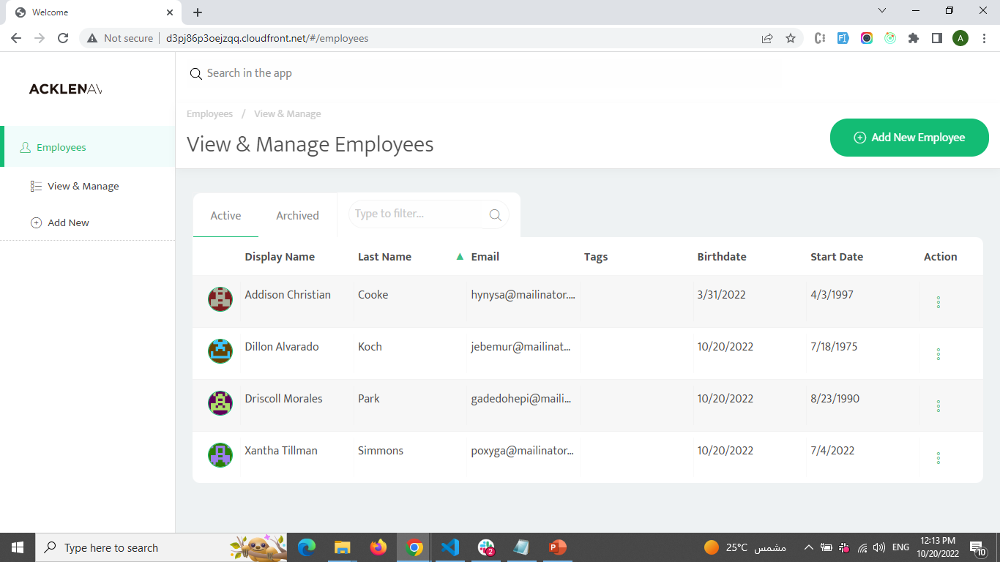 Welcome
Not secure
d3pj86p3oejzqq.cloudfront.net/#/employees
A
ACKLENAV
Search in the app
Employees / View & Manage
View & Manage Employees
Add New Employee
Employees
View & Manage
Add New
Active Archived Type to filter...
Display Name Last Name ▲ Email Tags Birthdate Start Date Action
Addison Christian Cooke hynysa@mailinator.... 3/31/2022 4/3/1997
Dillon Alvarado Koch jebemur@mailinat... 10/20/2022 7/18/1975
Driscoll Morales Park gadedohepi@maili... 10/20/2022 8/23/1990
Xantha Tillman Simmons poxyga@mailinator... 10/20/2022 7/4/2022
Type here to search
2
25°C مشمس
ENG
12:13 PM
10/20/2022
10